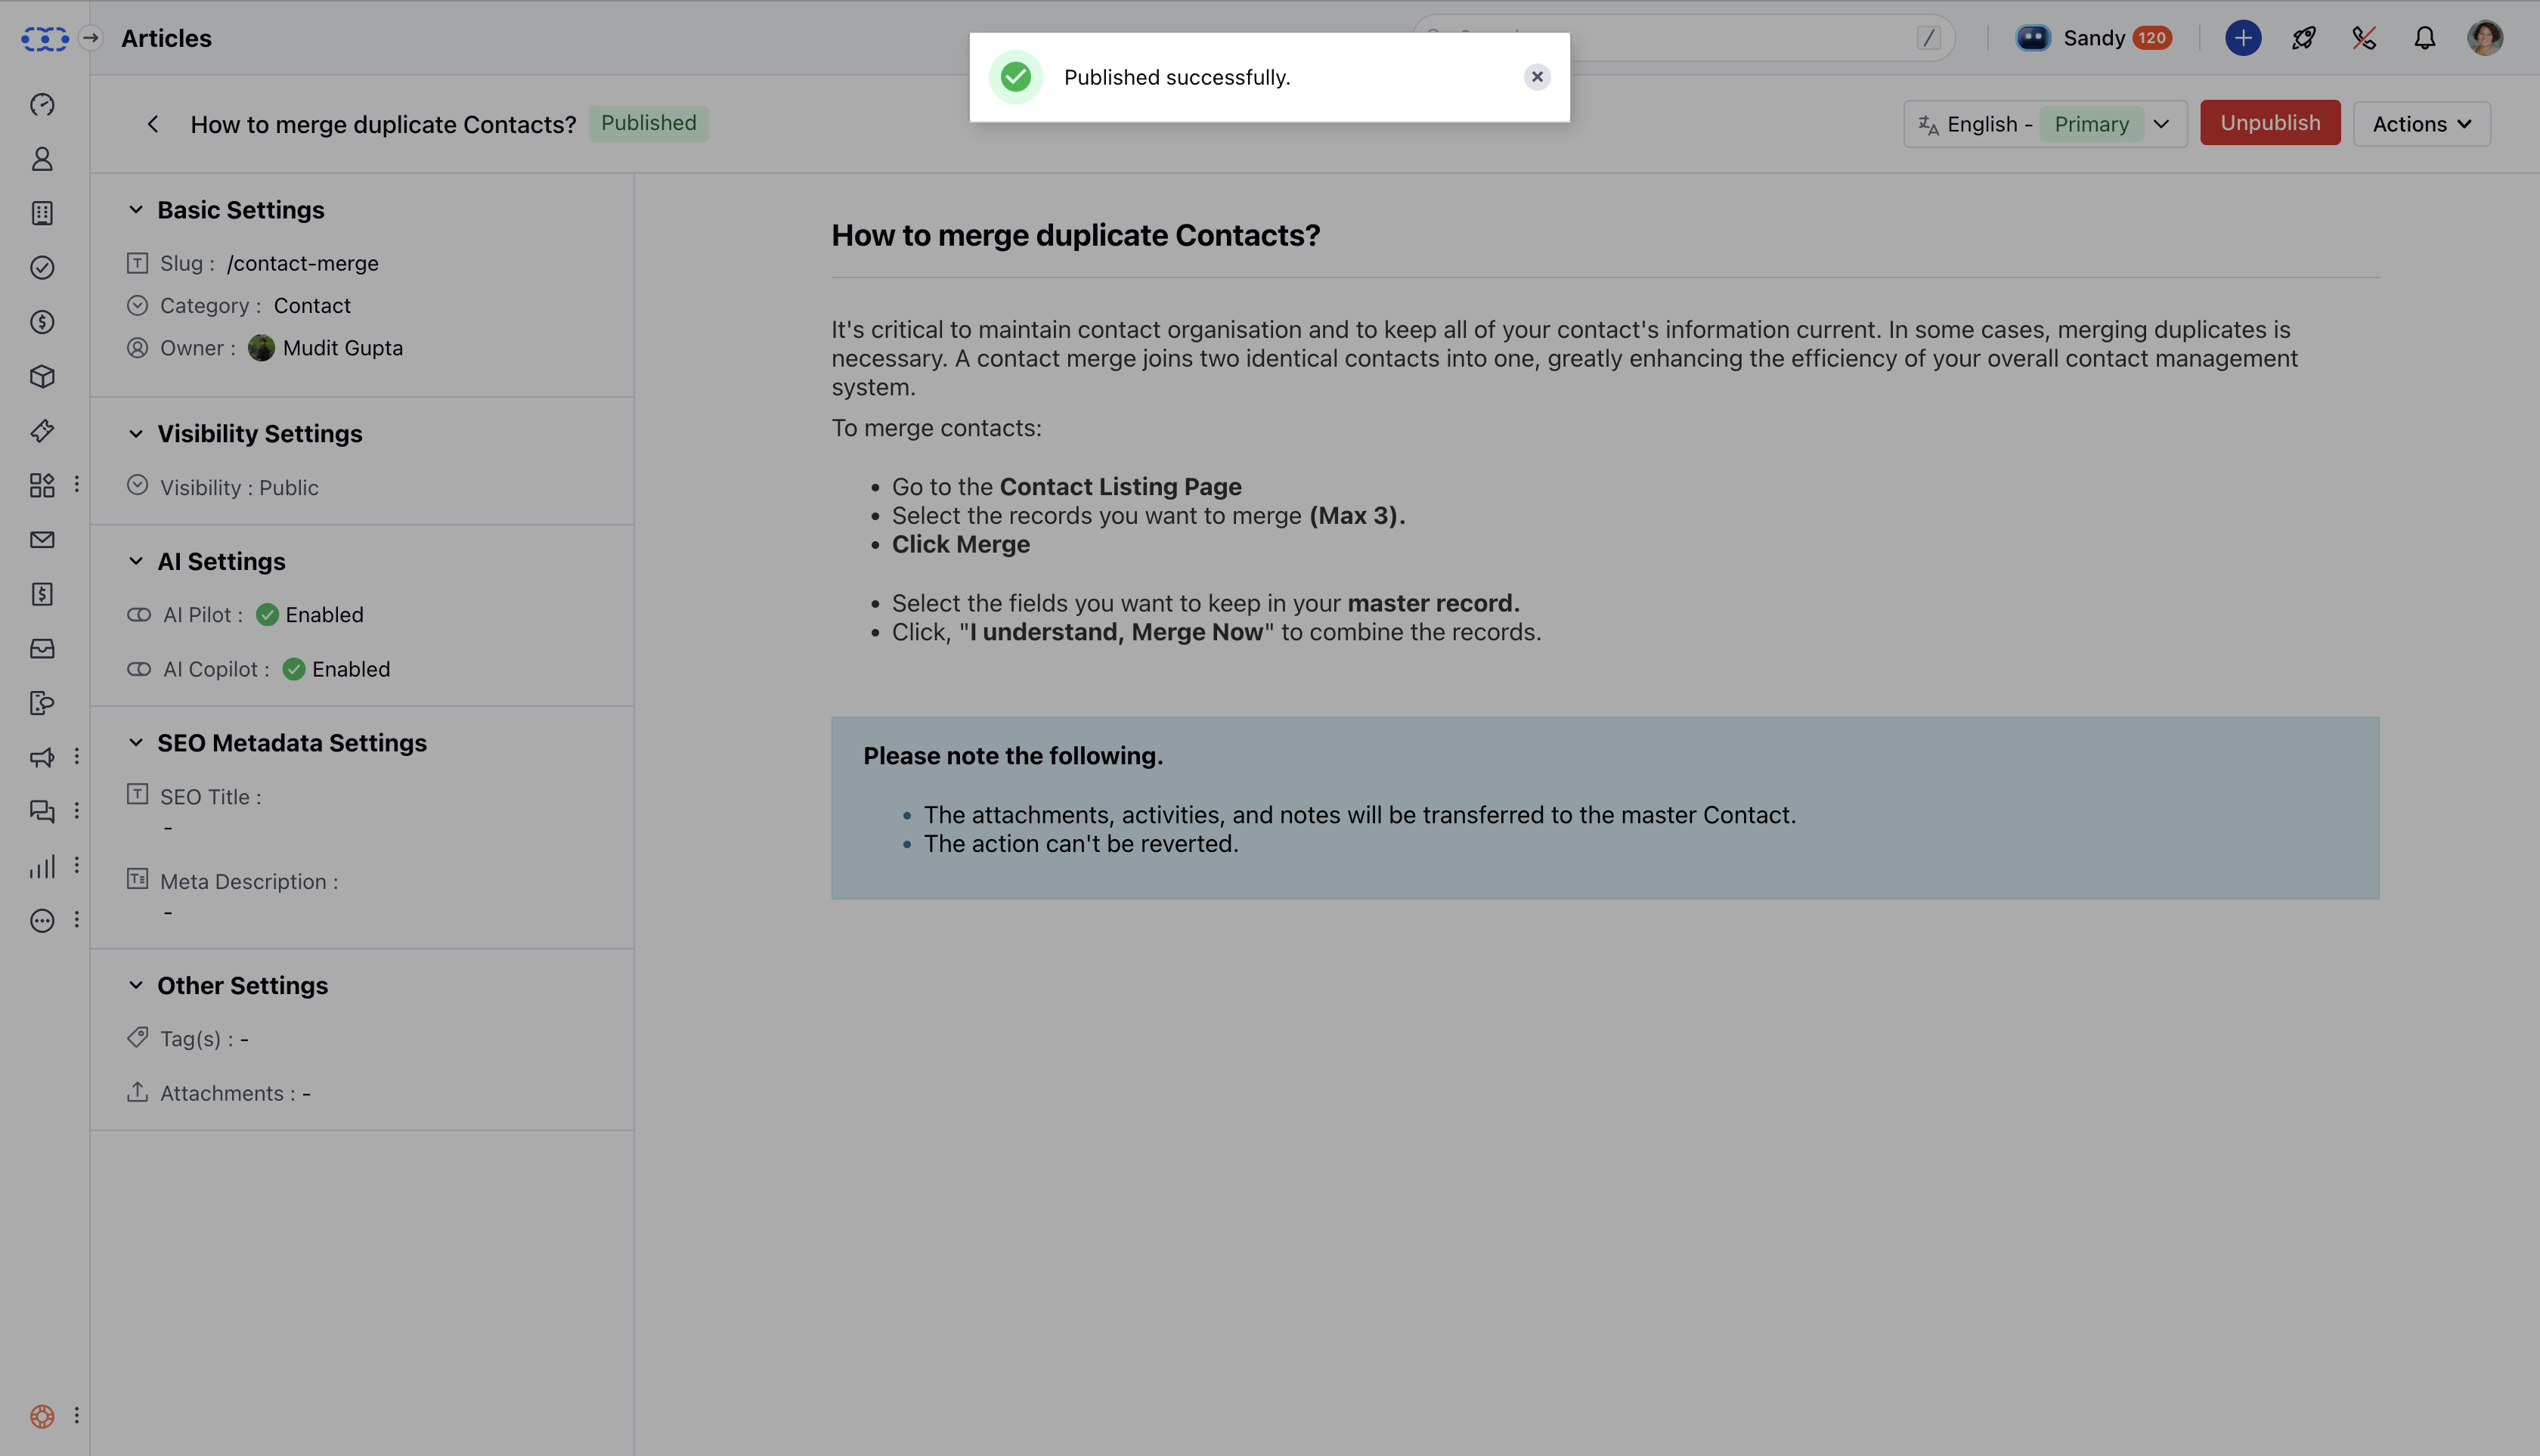 Articles
/
Sandy 120
Published successfully.
How to merge duplicate Contacts? Published
English - Primary
Unpublish
Actions
Basic Settings
Slug : /contact-merge
Category : Contact
Owner : Mudit Gupta
Visibility Settings
Visibility : Public
AI Settings
AI Pilot : Enabled
AI Copilot : Enabled
SEO Metadata Settings
SEO Title :
-
Meta Description :
-
Other Settings
Tag(s) : -
Attachments : -
How to merge duplicate Contacts?
It's critical to maintain contact organisation and to keep all of your contact's information current. In some cases, merging duplicates is
necessary. A contact merge joins two identical contacts into one, greatly enhancing the efficiency of your overall contact management
system.
To merge contacts:
• Go to the Contact Listing Page
• Select the records you want to merge (Max 3).
• Click Merge
• Select the fields you want to keep in your master record.
• Click, "I understand, Merge Now" to combine the records.
Please note the following.
• The attachments, activities, and notes will be transferred to the master Contact.
• The action can't be reverted.